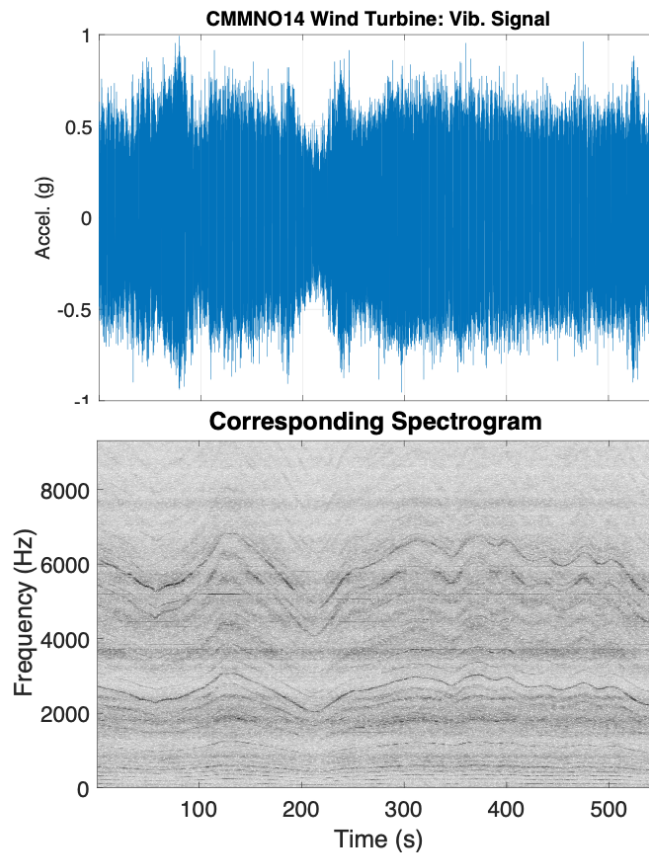 CMMNO14 Wind Turbine: Vib. Signal
1
0.5
0
-0.5
-1
Accel. (g)
Corresponding Spectrogram
8000
6000
4000
2000
0
Frequency (Hz)
100 200 300 400 500
Time (s)